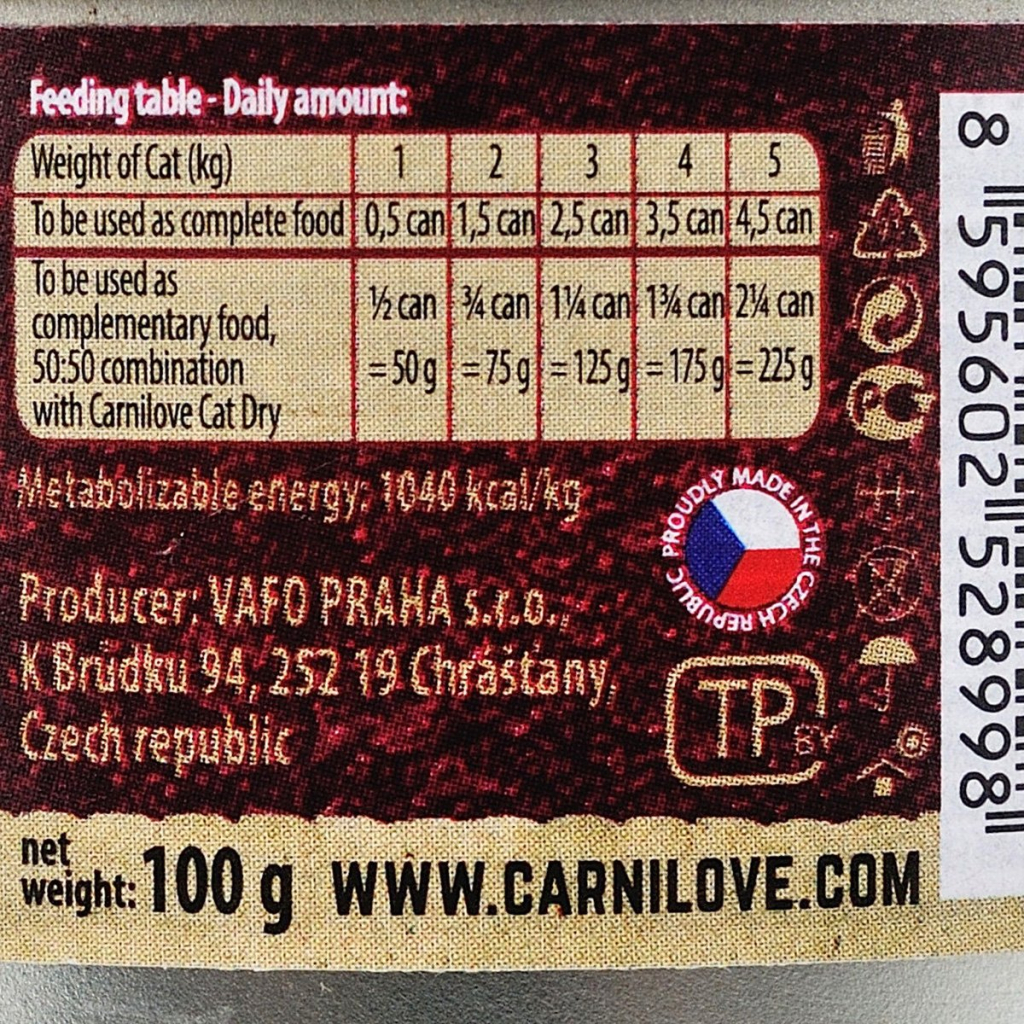 Feeding table - Daily amount:
Weight of Cat (kg) 1 2 3 4 5
To be used as complete food 0,5 can 1,5 can 2,5 can 3,5 can 4,5 can
To be used as
complementary food,
50:50 combination
with Carnilove Cat Dry
½ can ¾ can 1¼ can 1¾ can 2¼ can
= 50 g = 75 g = 125 g = 175 g = 225 g
Metabolizable energy: 1040 kcal/kg
PROUDLY MADE IN THE CZECH REPUBLIC
Producer: VAFO PRAHA s.r.o.,
K Brůdku 94, 252 19 Chrášťany,
Czech republic
TP BY
net
weight: 100 g
WWW.CARNILOVE.COM
8 595602 528998